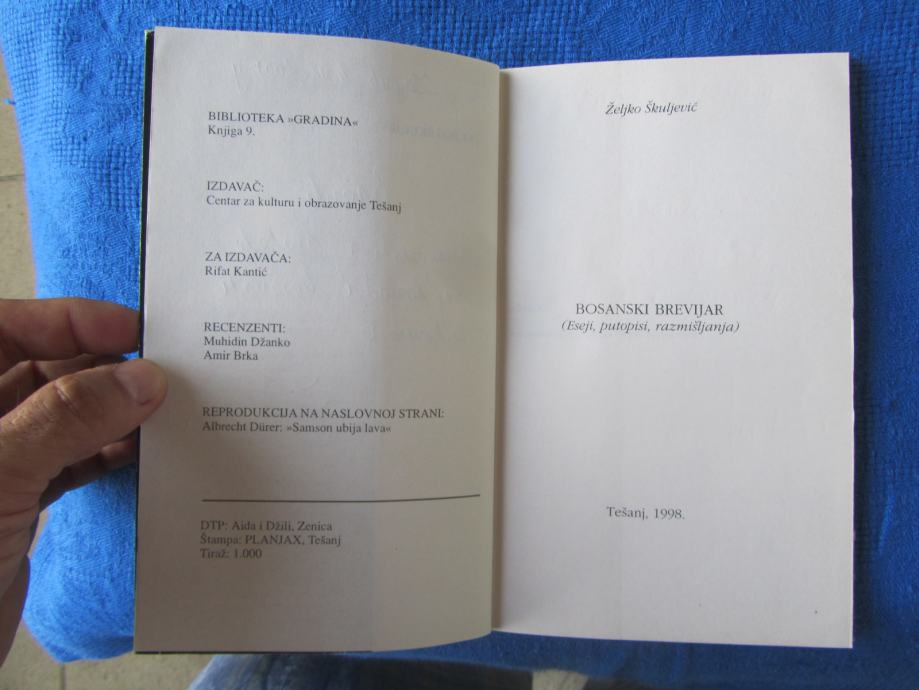 BIBLIOTEKA »GRADINA«
Knjiga 9.
IZDAVAČ:
Centar za kulturu i obrazovanje Tešanj
ZA IZDAVAČA:
Rifat Kantić
RECENZENTI:
Muhidin Džanko
Amir Brka
REPRODUKCIJA NA NASLOVNOJ STRANI:
Albrecht Dürer: »Samson ubija lava«
DTP: Aida i Džili, Zenica
Štampa: PLANJAX, Tešanj
Tiraž: 1.000
Željko Škuljević
BOSANSKI BREVIJAR
(Eseji, putopisi, razmišljanja)
Tešanj, 1998.